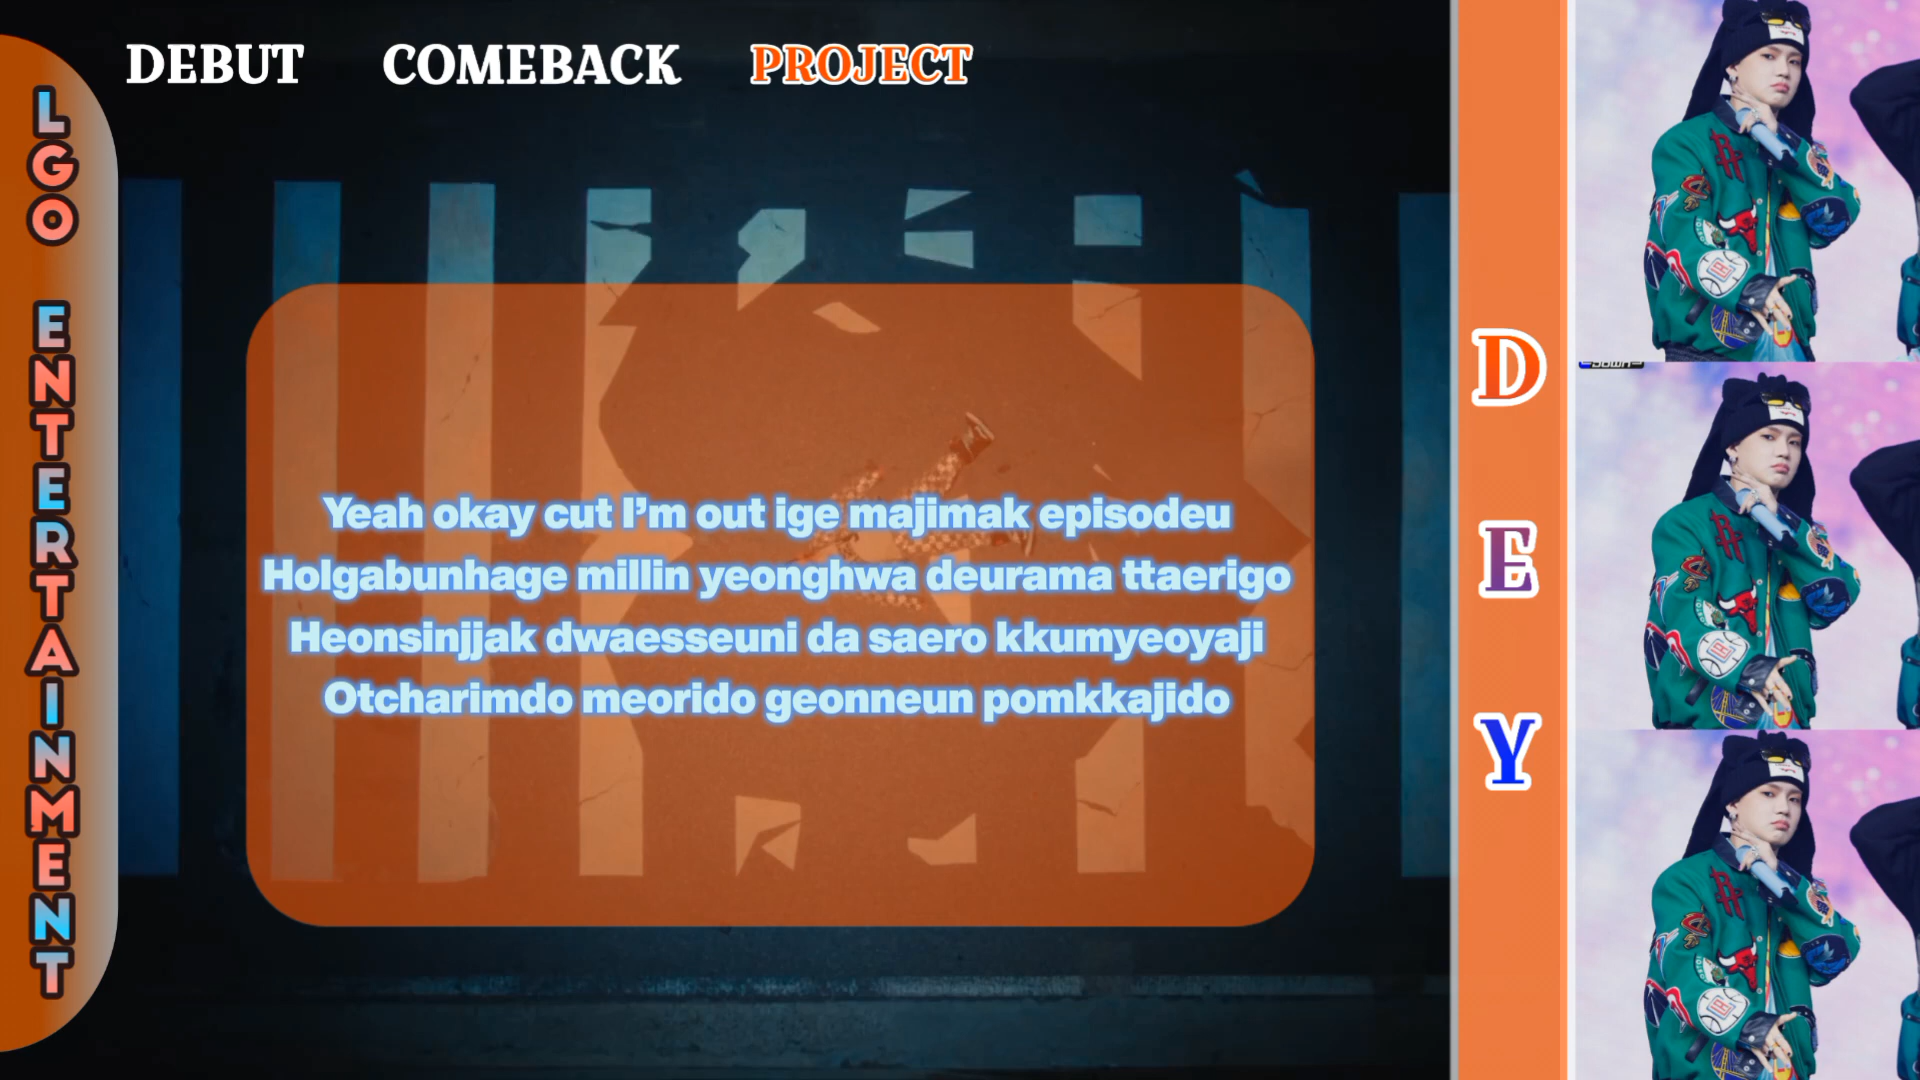 DEBUT COMEBACK PROJECT
LGO ENTERTAINMENT
Yeah okay cut I'm out ige majimak episodeu
Holgabunhage millin yeonghwa deurama ttaerigo
Heonsinjjak dwaesseuni da saero kkumyeoyaji
Otcharimdo meorido geonneun pomkkajido
DEY